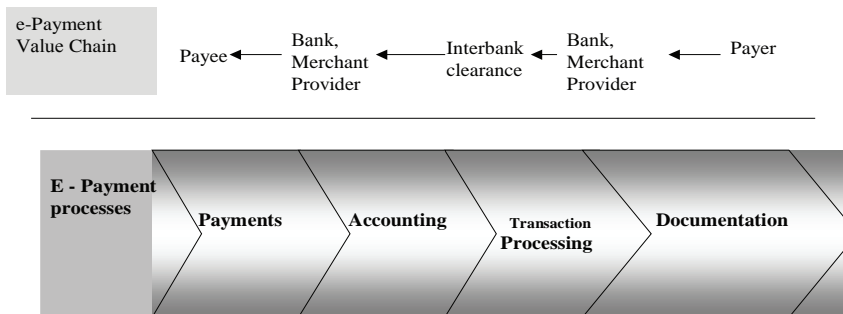 e-Payment
Value Chain
Payee
Bank,
Merchant
Provider
Interbank
clearance
Bank,
Merchant
Provider
Payer
E - Payment
processes
Payments
Accounting
Transaction
Processing
Documentation